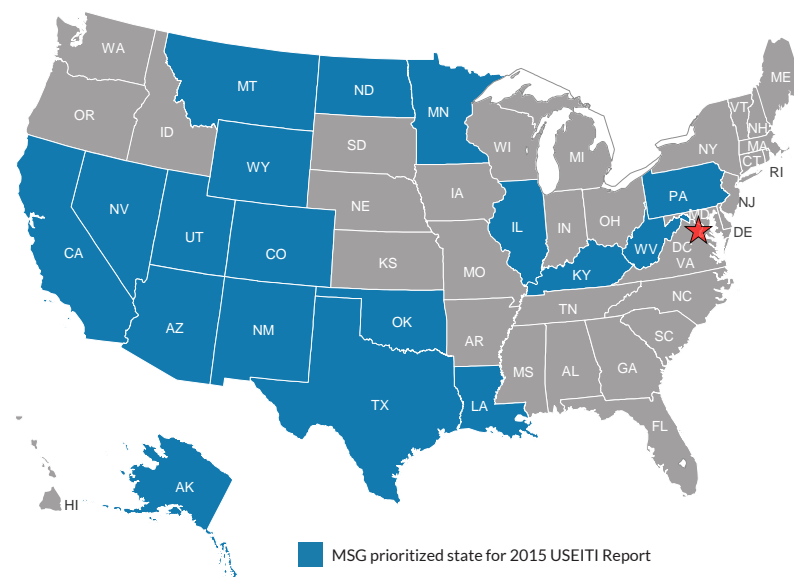 WA
MT
ND
MN
ME
OR
ID
SD
WI
MI
VT
NH
NY
MA
CT
RI
WY
IA
NE
PA
NJ
NV
UT
CO
IL
IN
OH
DE
CA
KS
MO
KY
WV
DC
VA
AZ
NM
OK
AR
TN
NC
SC
MS
AL
GA
TX
LA
FL
AK
HI
MSG prioritized state for 2015 USEITI Report